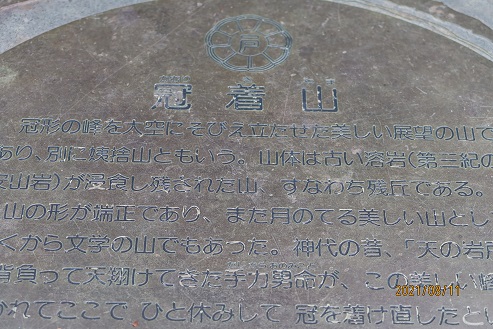 戸
冠着山
冠形の峰を大空にそびえ立たせた美しい展望の山で
あり、別に姨捨山ともいう。山体は古い溶岩(第三紀の
安山岩)が浸食し残された山、すなわち残丘である。
山の形が端正であり、また月のてる美しい山とし
くから文学の山でもあった。神代の昔、「天の岩戸
背負って天翔けてきた手力男命が、この美しい峰
かれてここで ひと休みして 冠を着け直したとい
2021/08/11